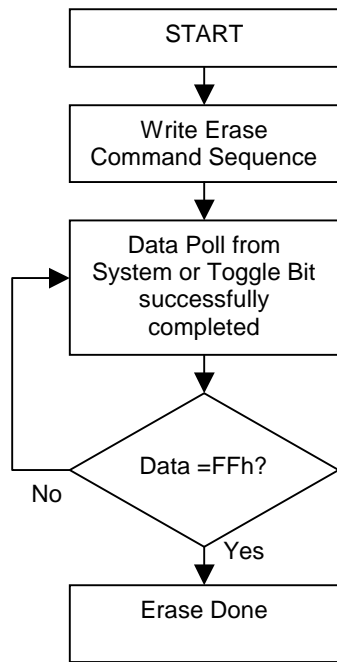 START
Write Erase
Command Sequence
Data Poll from
System or Toggle Bit
successfully
completed
Data =FFh?
No
Yes
Erase Done